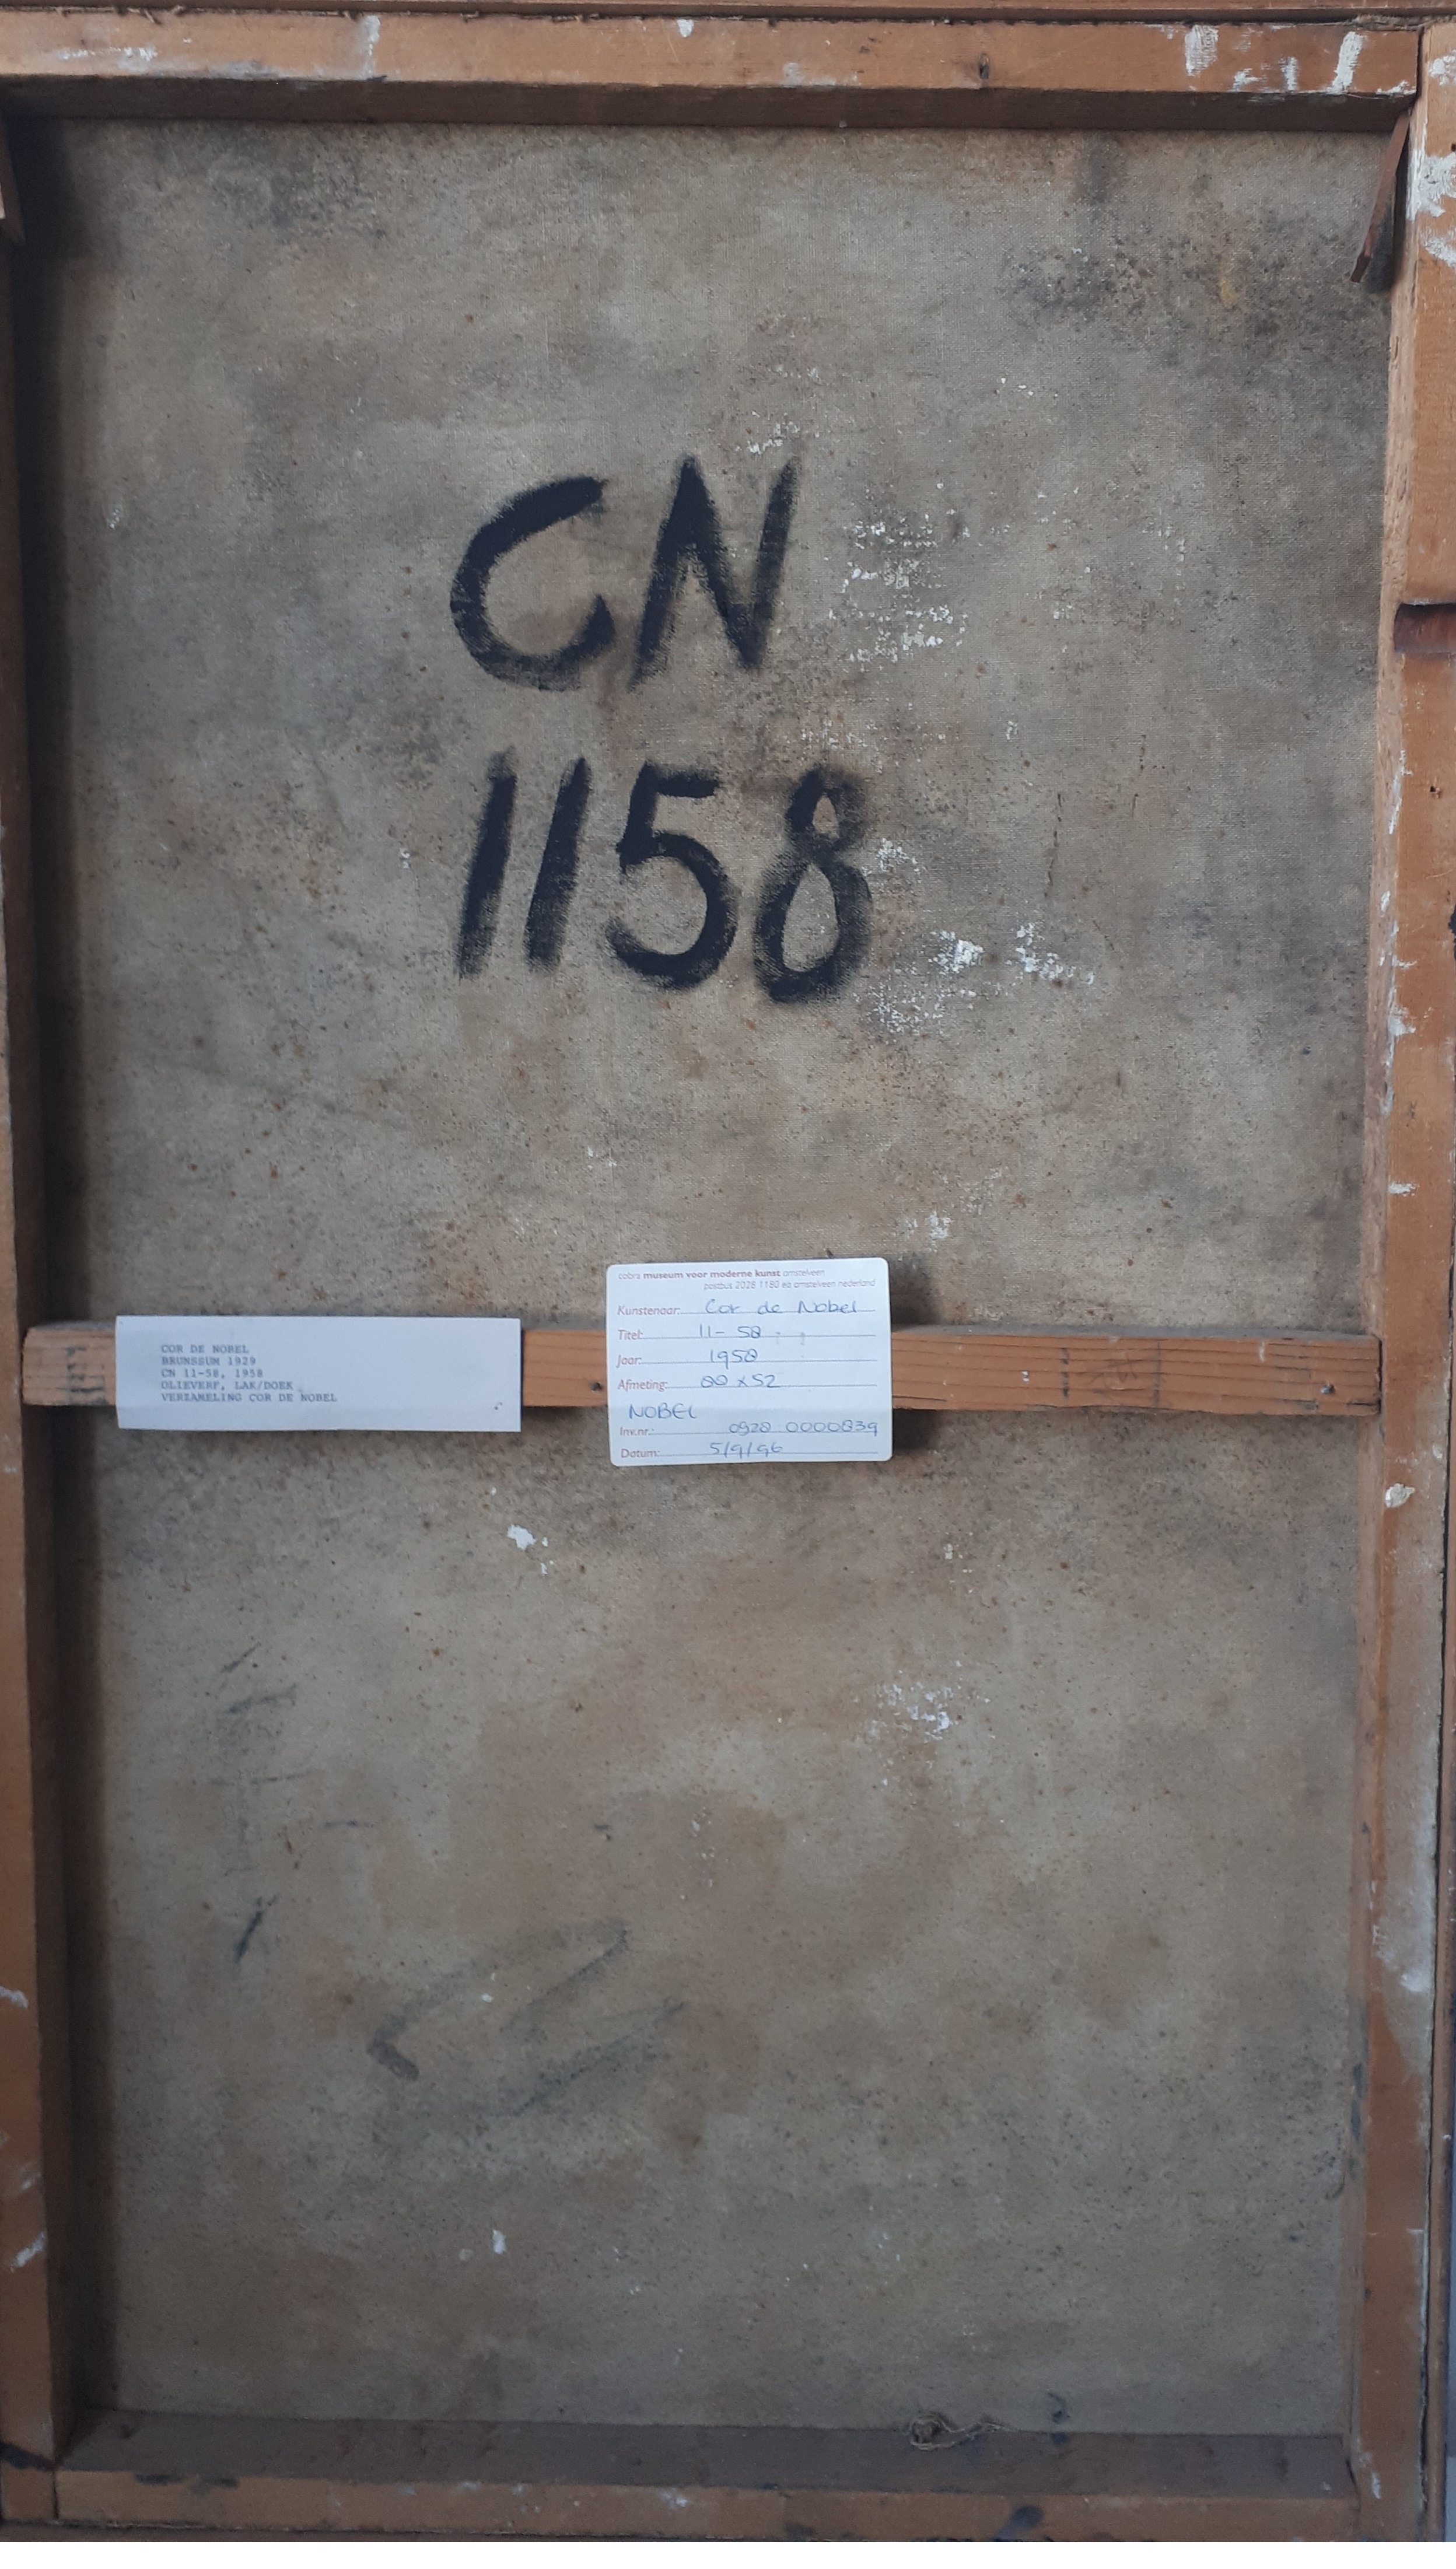 CN
1158
COR DE NOBEL
BRUNSSUM 1929
CN 11-58, 1958
OLIEVERF, LAK/DOEK
VERZAMELING COR DE NOBEL
cobra museum voor moderne kunst amstelveen
postbus 2028 1180 ea amstelveen nederland
Kunstenaar: Cor de Nobel
Titel: 11-58
Jaar: 1958
Afmeting: 88 x 52
NOBEL
Inv.nr.: 0928 0000839
Datum: 5/9/96